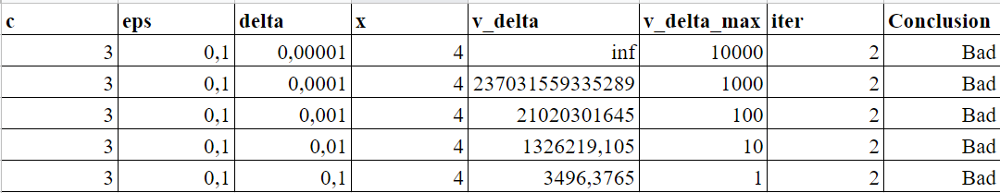 c eps delta x v_delta v_delta_max iter Conclusion
3 0,1 0,00001 4 inf 10000 2 Bad
3 0,1 0,0001 4 237031559335289 1000 2 Bad
3 0,1 0,001 4 21020301645 100 2 Bad
3 0,1 0,01 4 1326219,105 10 2 Bad
3 0,1 0,1 4 3496,3765 1 2 Bad